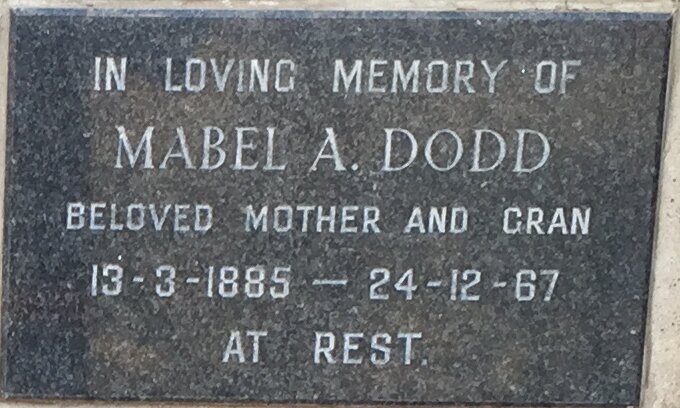 IN LOVING MEMORY OF
MABEL A. DODD
BELOVED MOTHER AND GRAN
13-3-1885 — 24-12-67
AT REST.